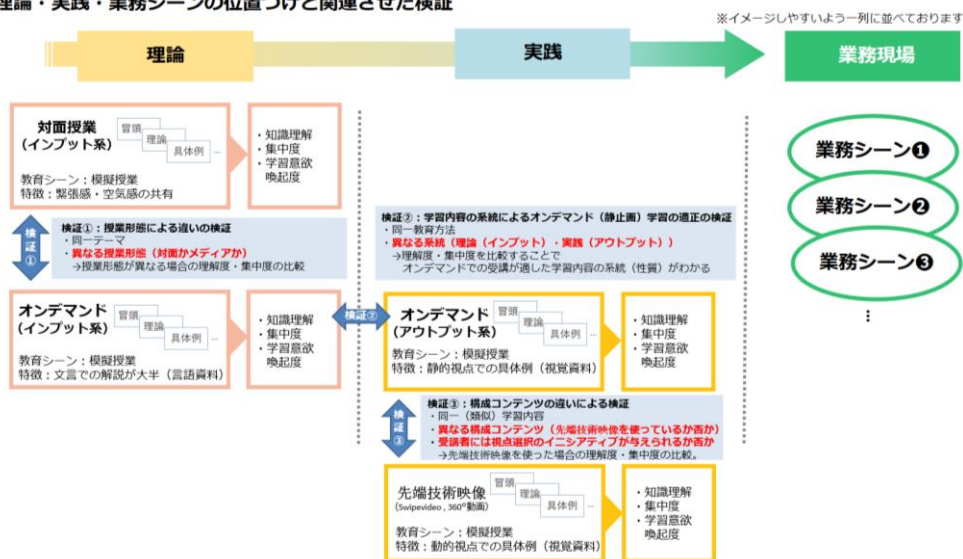 理論・実践・業務シーンの位置づけと関連させた検証
※イメージしやすいよう一列に並べております
理論
実践
業務現場
対面授業
(インプット系)
冒頭
理論
具体例
...
教育シーン：模擬授業
特徴：緊張感・空気感の共有
・知識理解
・集中度
・学習意欲
喚起度
検証①
検証①：授業形態による違いの検証
・同一テーマ
・異なる授業形態（対面かメディアか）
→授業形態が異なる場合の理解度・集中度の比較
オンデマンド
(インプット系)
冒頭
理論
具体例
...
教育シーン：模擬授業
特徴：文言での解説が大半（言語資料）
・知識理解
・集中度
・学習意欲
喚起度
検証②
検証②：学習内容の系統によるオンデマンド（静止画）学習の適正の検証
・同一教育方法
・異なる系統（理論（インプット）・実践（アウトプット））
→理解度・集中度を比較することで
オンデマンドでの受講が適した学習内容の系統（性質）がわかる
オンデマンド
(アウトプット系)
冒頭
理論
具体例
...
教育シーン：模擬授業
特徴：静的視点での具体例（視覚資料）
・知識理解
・集中度
・学習意欲
喚起度
検証③
検証③：構成コンテンツの違いによる検証
・同一（類似）学習内容
・異なる構成コンテンツ（先端技術映像を使っているか否か）
・受講者には視点選択のイニシアティブが与えられるか否か
→先端技術映像を使った場合の理解度・集中度の比較。
先端技術映像
(Swipevideo , 360°動画)
冒頭
理論
具体例
...
教育シーン：模擬授業
特徴：動的視点での具体例（視覚資料）
・知識理解
・集中度
・学習意欲
喚起度
業務シーン❶
業務シーン❷
業務シーン❸
⋮